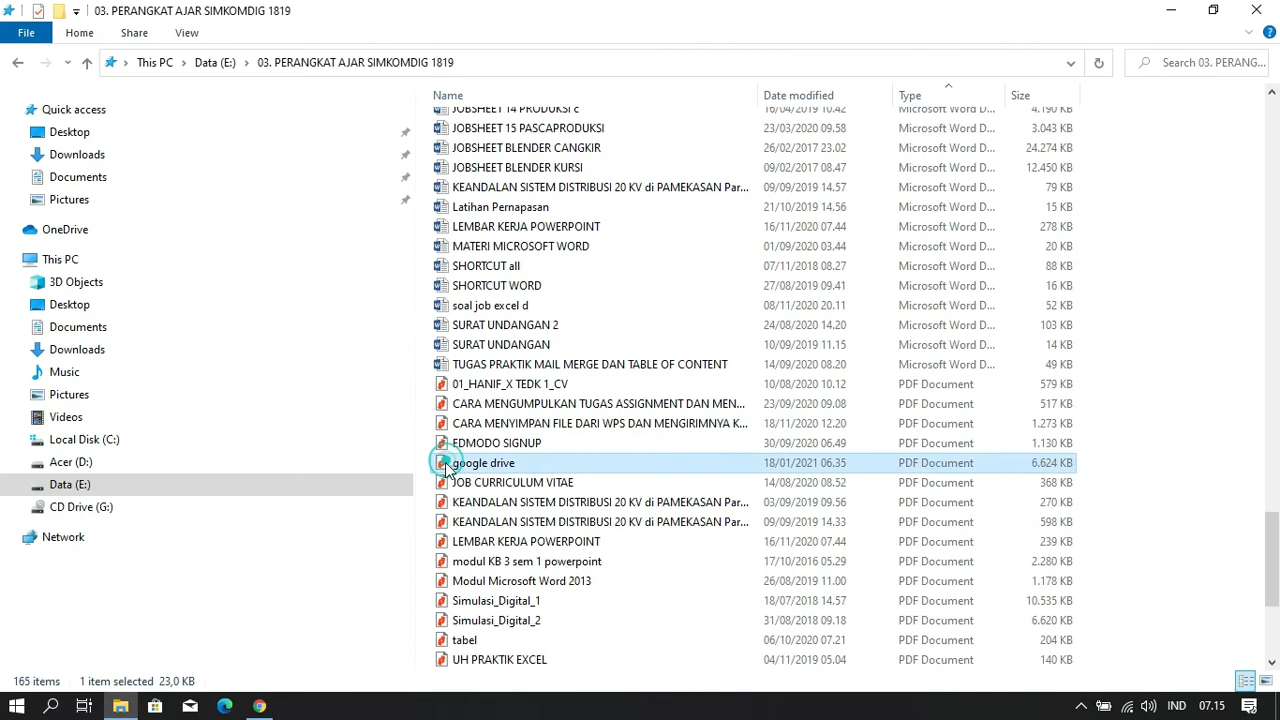 03. PERANGKAT AJAR SIMKOMDIG 1819
File Home Share View
This PC Data (E:) 03. PERANGKAT AJAR SIMKOMDIG 1819
Search 03. PERANG...
Quick access
Desktop
Downloads
Documents
Pictures
OneDrive
This PC
3D Objects
Desktop
Documents
Downloads
Music
Pictures
Videos
Local Disk (C:)
Acer (D:)
Data (E:)
CD Drive (G:)
Network
Name Date modified Type Size
JOBSHEET 14 PRODUKSI c 16/04/2019 10.42 Microsoft Word D... 4.190 KB
JOBSHEET 15 PASCAPRODUKSI 23/03/2020 09.58 Microsoft Word D... 3.043 KB
JOBSHEET BLENDER CANGKIR 26/02/2017 23.02 Microsoft Word D... 24.274 KB
JOBSHEET BLENDER KURSI 09/02/2017 08.47 Microsoft Word D... 12.450 KB
KEANDALAN SISTEM DISTRIBUSI 20 KV di PAMEKASAN Par... 09/09/2019 14.57 Microsoft Word D... 79 KB
Latihan Pernapasan 21/10/2019 14.56 Microsoft Word D... 15 KB
LEMBAR KERJA POWERPOINT 16/11/2020 07.44 Microsoft Word D... 278 KB
MATERI MICROSOFT WORD 01/09/2020 03.44 Microsoft Word D... 20 KB
SHORTCUT all 07/11/2018 08.27 Microsoft Word D... 88 KB
SHORTCUT WORD 27/08/2019 09.41 Microsoft Word D... 16 KB
soal job excel d 08/11/2020 20.11 Microsoft Word D... 52 KB
SURAT UNDANGAN 2 24/08/2020 14.20 Microsoft Word D... 103 KB
SURAT UNDANGAN 10/09/2019 11.15 Microsoft Word D... 14 KB
TUGAS PRAKTIK MAIL MERGE DAN TABLE OF CONTENT 14/09/2020 08.20 Microsoft Word D... 49 KB
01_HANIF_X TEDK 1_CV 10/08/2020 10.12 PDF Document 579 KB
CARA MENGUMPULKAN TUGAS ASSIGNMENT DAN MEN... 23/09/2020 09.08 PDF Document 517 KB
CARA MENYIMPAN FILE DARI WPS DAN MENGIRIMNYA K... 18/11/2020 12.20 PDF Document 1.273 KB
EDMODO SIGNUP 30/09/2020 06.49 PDF Document 1.130 KB
google drive 18/01/2021 06.35 PDF Document 6.624 KB
JOB CURRICULUM VITAE 14/08/2020 08.52 PDF Document 368 KB
KEANDALAN SISTEM DISTRIBUSI 20 KV di PAMEKASAN Par... 03/09/2019 09.56 PDF Document 270 KB
KEANDALAN SISTEM DISTRIBUSI 20 KV di PAMEKASAN Par... 09/09/2019 14.33 PDF Document 598 KB
LEMBAR KERJA POWERPOINT 16/11/2020 07.44 PDF Document 239 KB
modul KB 3 sem 1 powerpoint 17/10/2016 05.29 PDF Document 2.280 KB
Modul Microsoft Word 2013 26/08/2019 11.00 PDF Document 1.178 KB
Simulasi_Digital_1 18/07/2018 14.57 PDF Document 10.535 KB
Simulasi_Digital_2 31/08/2018 09.18 PDF Document 6.620 KB
tabel 06/10/2020 07.21 PDF Document 204 KB
UH PRAKTIK EXCEL 04/11/2019 05.04 PDF Document 140 KB
165 items 1 item selected 23,0 KB
IND 07.15